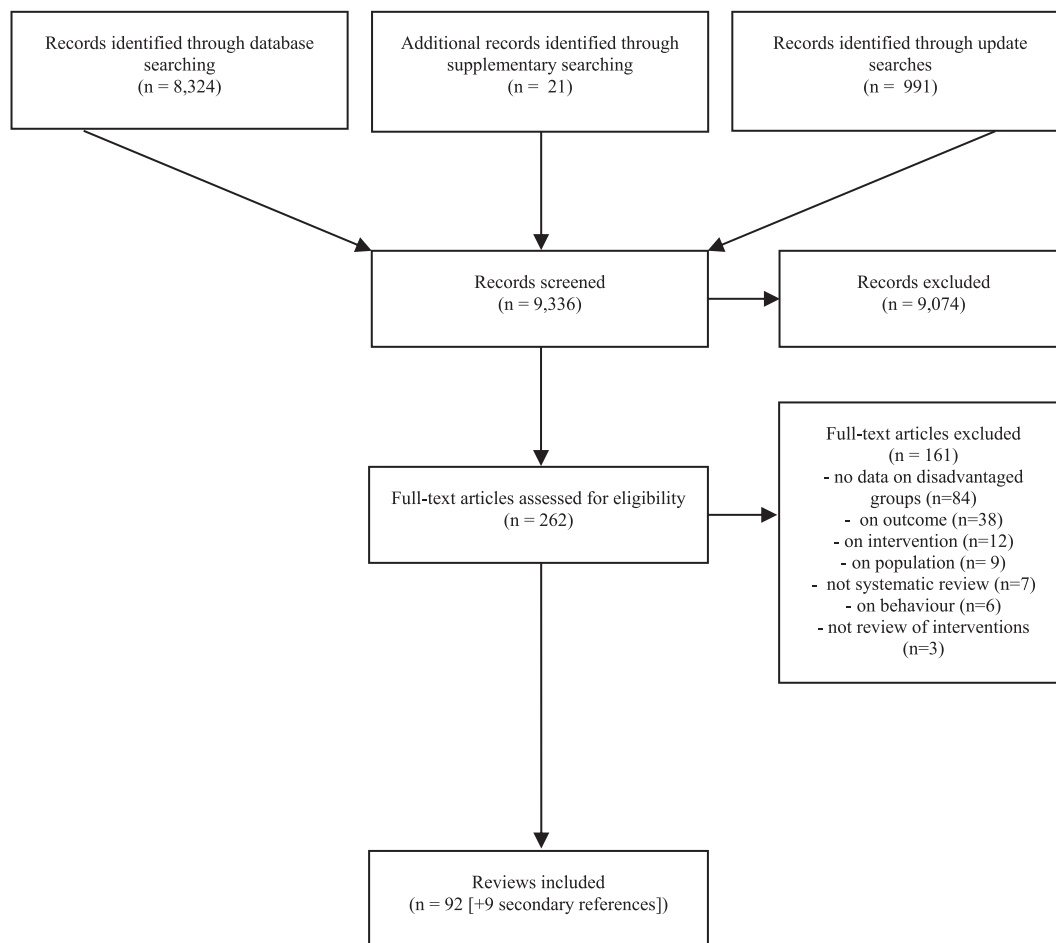 Records identified through database
searching
(n = 8,324)
Additional records identified through
supplementary searching
(n = 21)
Records identified through update
searches
(n = 991)
Records screened
(n = 9,336)
Records excluded
(n = 9,074)
Full-text articles assessed for eligibility
(n = 262)
Full-text articles excluded
(n = 161)
- no data on disadvantaged
groups (n=84)
- on outcome (n=38)
- on intervention (n=12)
- on population (n= 9)
- not systematic review (n=7)
- on behaviour (n=6)
- not review of interventions
(n=3)
Reviews included
(n = 92 [+9 secondary references])